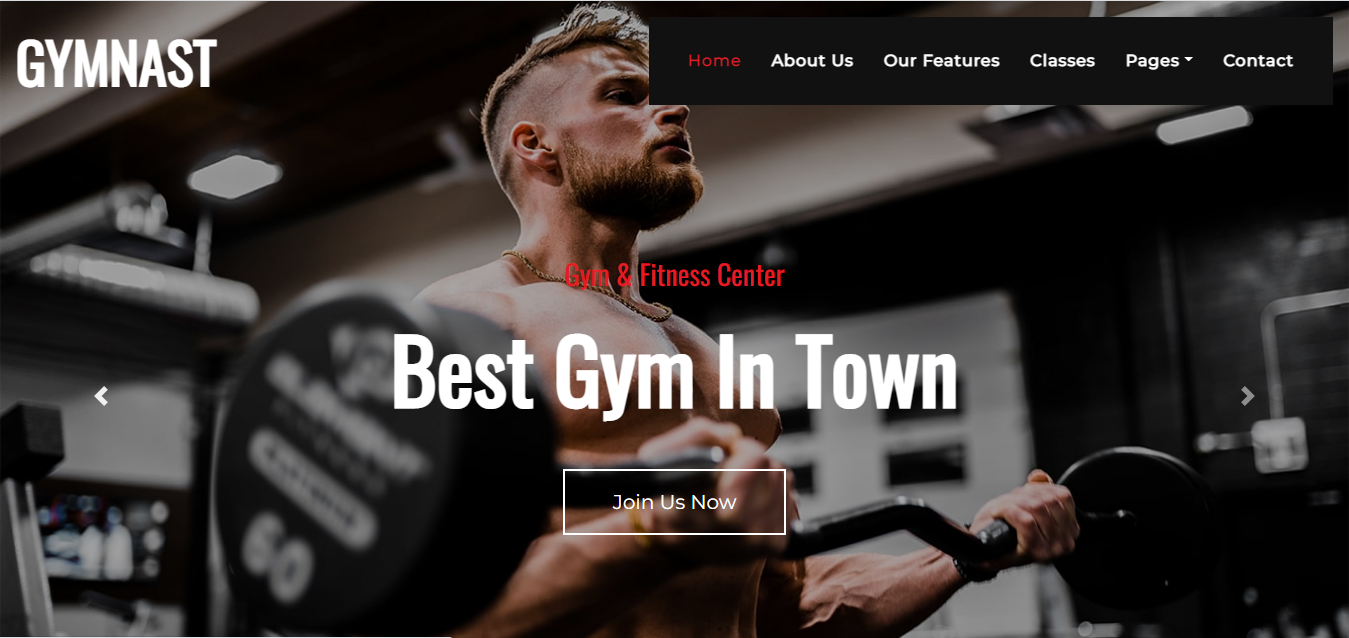 GYMNAST
Home About Us Our Features Classes Pages Contact
Gym & Fitness Center
Best Gym In Town
Join Us Now
60